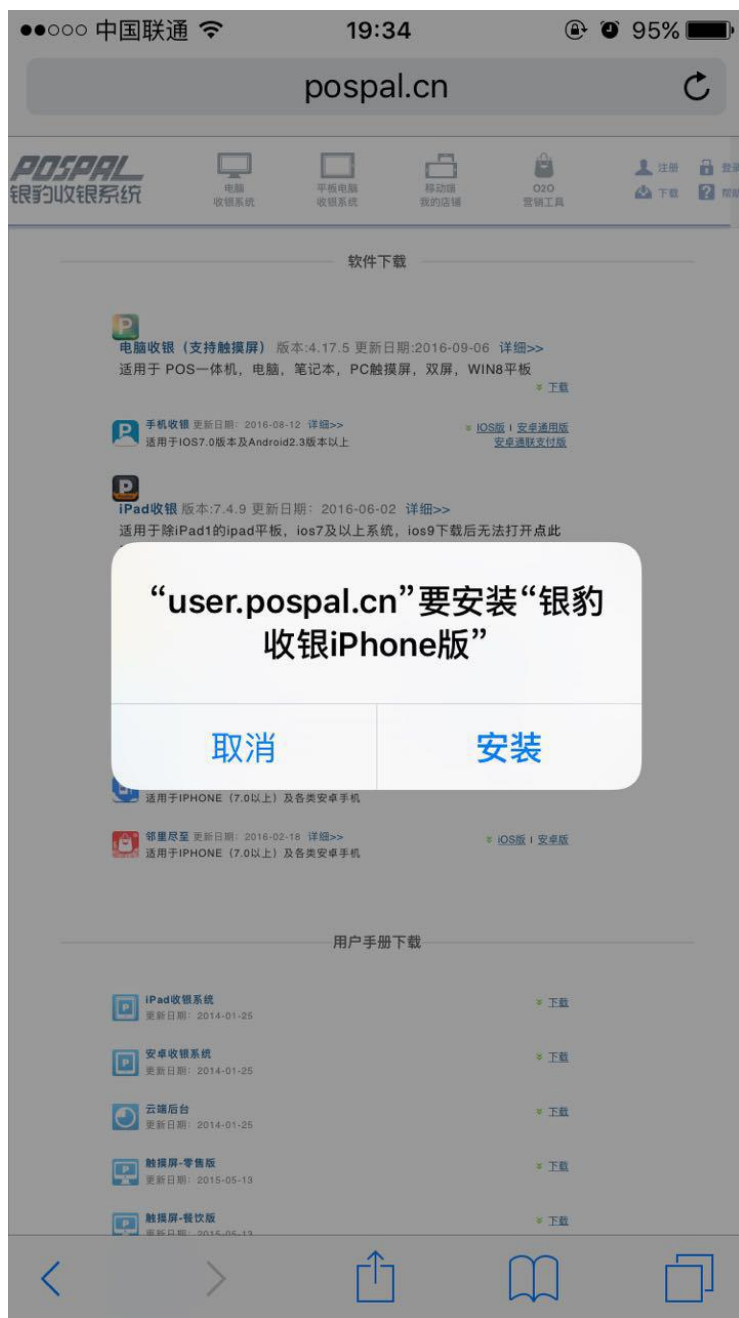 中国联通 19:34 95%
pospal.cn
POSPAL
银豹收银系统
电脑
收银系统
平板电脑
收银系统
移动端
我的店铺
O2O
营销工具
注册
下载
软件下载
电脑收银（支持触摸屏） 版本:4.17.5 更新日期:2016-09-06 详细>>
适用于 POS一体机，电脑，笔记本，PC触摸屏，双屏，WIN8平板
下载
手机收银 更新日期：2016-08-12 详细>>
IOS版 | 安卓通用版
适用于IOS7.0版本及Android2.3版本以上
安卓通联支付版
iPad收银 版本:7.4.9 更新日期：2016-06-02 详细>>
适用于除iPad1的ipad平板，ios7及以上系统，ios9下载后无法打开点此
“user.pospal.cn”要安装“银豹
收银iPhone版”
取消 安装
适用于IPHONE（7.0以上）及各类安卓手机
邻里尽至 更新日期：2016-02-18 详细>>
iOS版 | 安卓版
适用于IPHONE（7.0以上）及各类安卓手机
用户手册下载
iPad收银系统
下载
更新日期：2014-01-25
安卓收银系统
下载
更新日期：2014-01-25
云端后台
下载
更新日期：2014-01-25
触摸屏-零售版
下载
更新日期：2015-05-13
触摸屏-餐饮版
下载
更新日期：2015-05-13